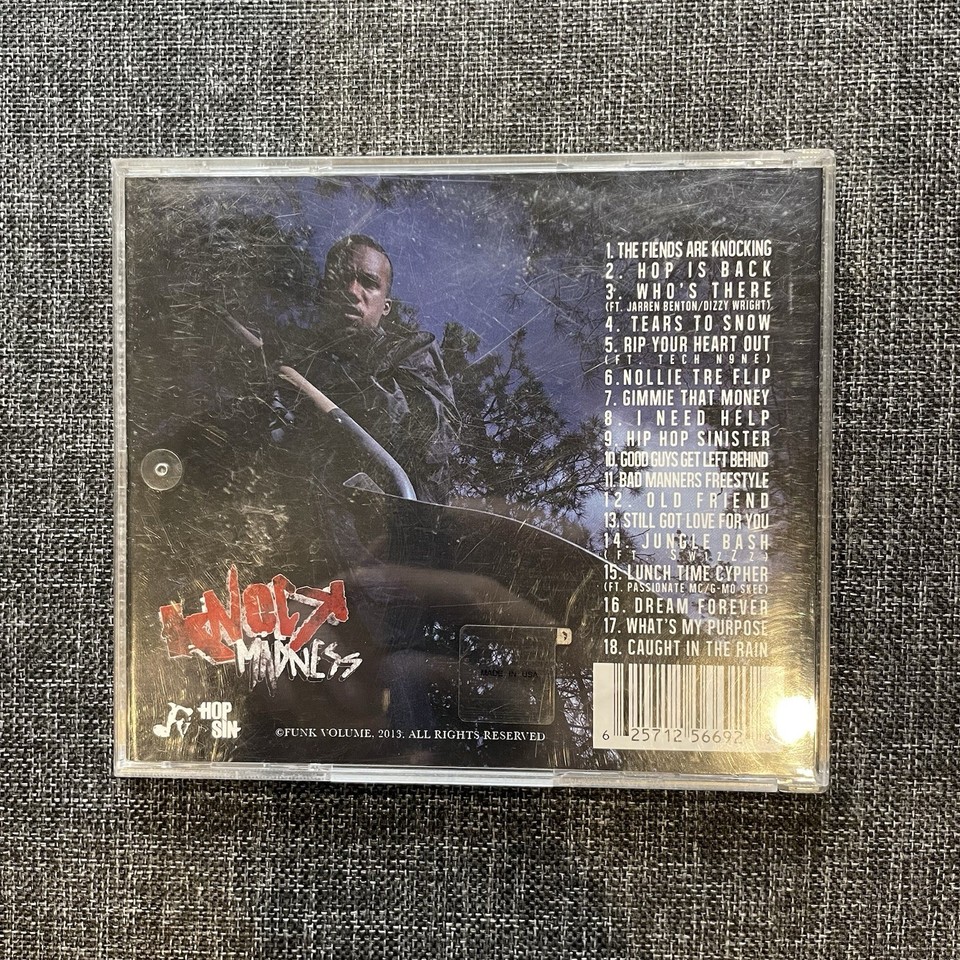 1. THE FIENDS ARE KNOCKING
2. HOP IS BACK
3. WHO'S THERE
(FT. JARREN BENTON/DIZZY WRIGHT)
4. TEARS TO SNOW
5. RIP YOUR HEART OUT
(FT. TECH N9NE)
6. NOLLIE TRE FLIP
7. GIMMIE THAT MONEY
8. I NEED HELP
9. HIP HOP SINISTER
10. GOOD GUYS GET LEFT BEHIND
11. BAD MANNERS FREESTYLE
12. OLD FRIEND
13. STILL GOT LOVE FOR YOU
14. JUNGLE BASH
(FT. SWIZZZ)
15. LUNCH TIME CYPHER
(FT. PASSIONATE MC/G-MO SKEE)
16. DREAM FOREVER
17. WHAT'S MY PURPOSE
18. CAUGHT IN THE RAIN
KNOCK
MADNESS
HOP
SIN
MADE IN USA
©FUNK VOLUME, 2013. ALL RIGHTS RESERVED
6 25712 56692